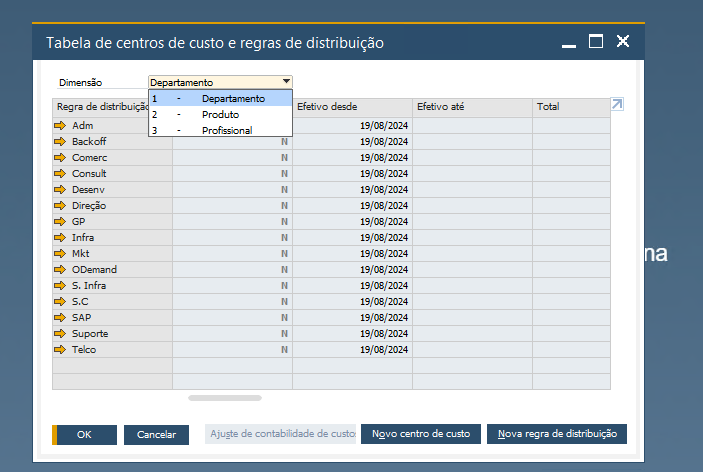 Tabela de centros de custo e regras de distribuição
Dimensão Departamento
1 - Departamento
2 - Produto
3 - Profissional
Regra de distribuição Efetivo desde Efetivo até Total
Adm 19/08/2024
Backoff N 19/08/2024
Comerc N 19/08/2024
Consult N 19/08/2024
Desenv N 19/08/2024
Direção N 19/08/2024
GP N 19/08/2024
Infra N 19/08/2024
na
Mkt N 19/08/2024
ODemand N 19/08/2024
S. Infra N 19/08/2024
S.C N 19/08/2024
SAP N 19/08/2024
Suporte N 19/08/2024
Telco N 19/08/2024
OK Cancelar Ajuste de contabilidade de custo Novo centro de custo Nova regra de distribuição